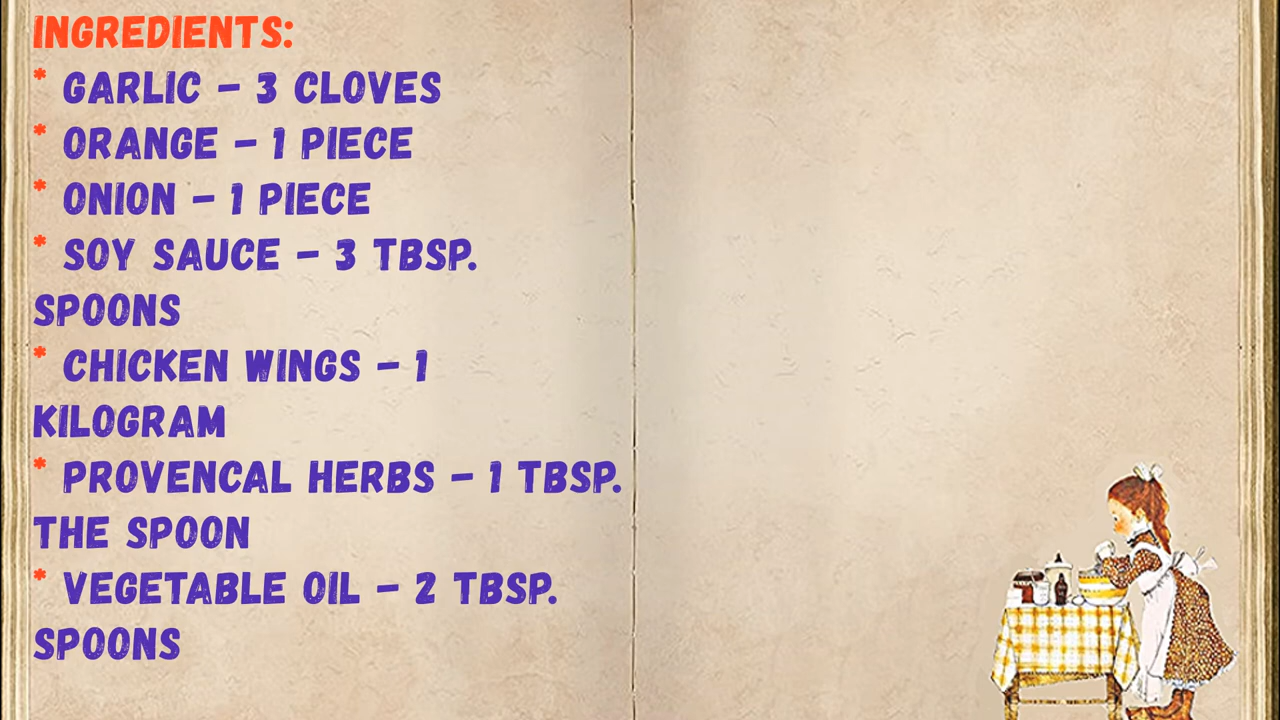 INGREDIENTS:
* GARLIC – 3 CLOVES
* ORANGE – 1 PIECE
* ONION – 1 PIECE
* SOY SAUCE – 3 TBSP.
SPOONS
* CHICKEN WINGS – 1
KILOGRAM
* PROVENCAL HERBS – 1 TBSP.
THE SPOON
* VEGETABLE OIL – 2 TBSP.
SPOONS